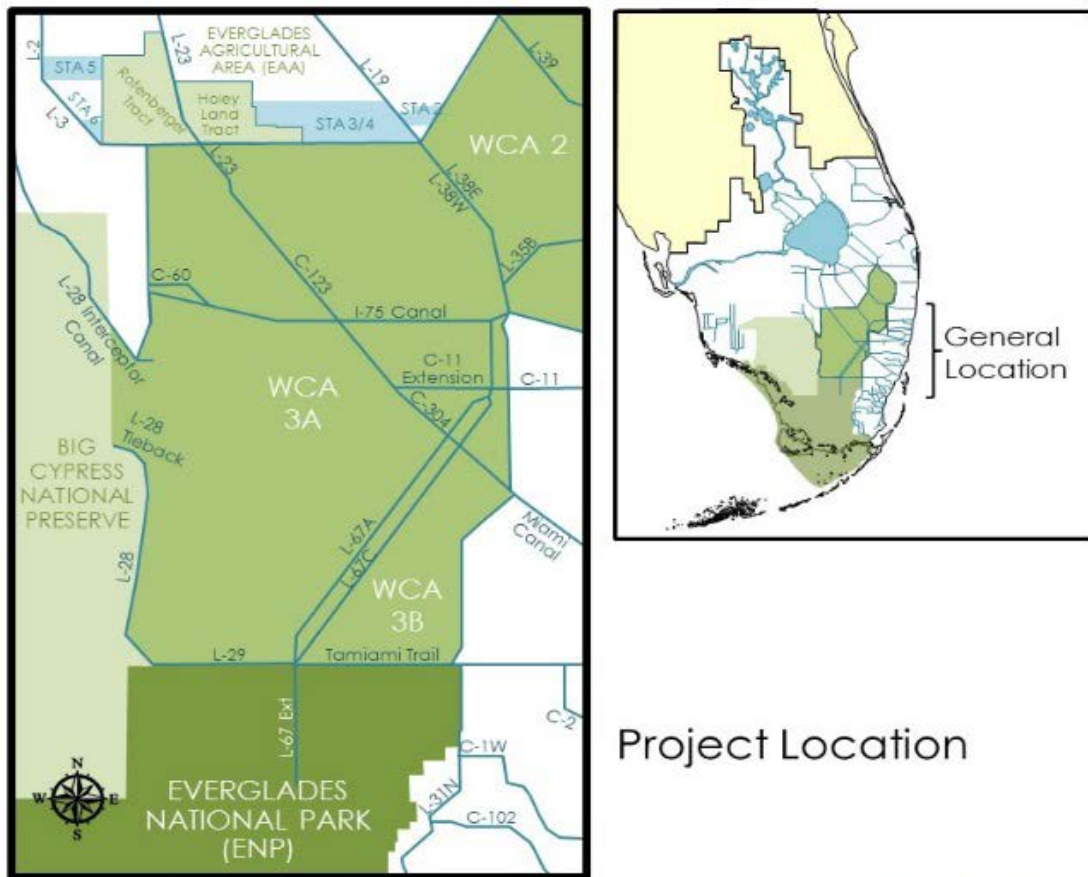 L-2
L-23
EVERGLADES
AGRICULTURAL
AREA (EAA)
L-19
L-39
STA 5
Rotenberger
Tract
Holey
Land
Tract
STA 6
L-3
STA 3/4
STA 2
WCA 2
L-23
L-38E
L-38W
L-35B
C-60
C-123
L-28 Interceptor
Canal
I-75 Canal
C-11
Extension
C-11
WCA
3A
C-304
L-28
Tieback
BIG
CYPRESS
NATIONAL
PRESERVE
Miami
Canal
L-67A
L-67C
L-28
WCA
3B
L-29
Tamiami Trail
L-67 Ext
C-2
C-1W
L-31N
C-102
N
W
E
S
EVERGLADES
NATIONAL PARK
(ENP)
General
Location
Project Location